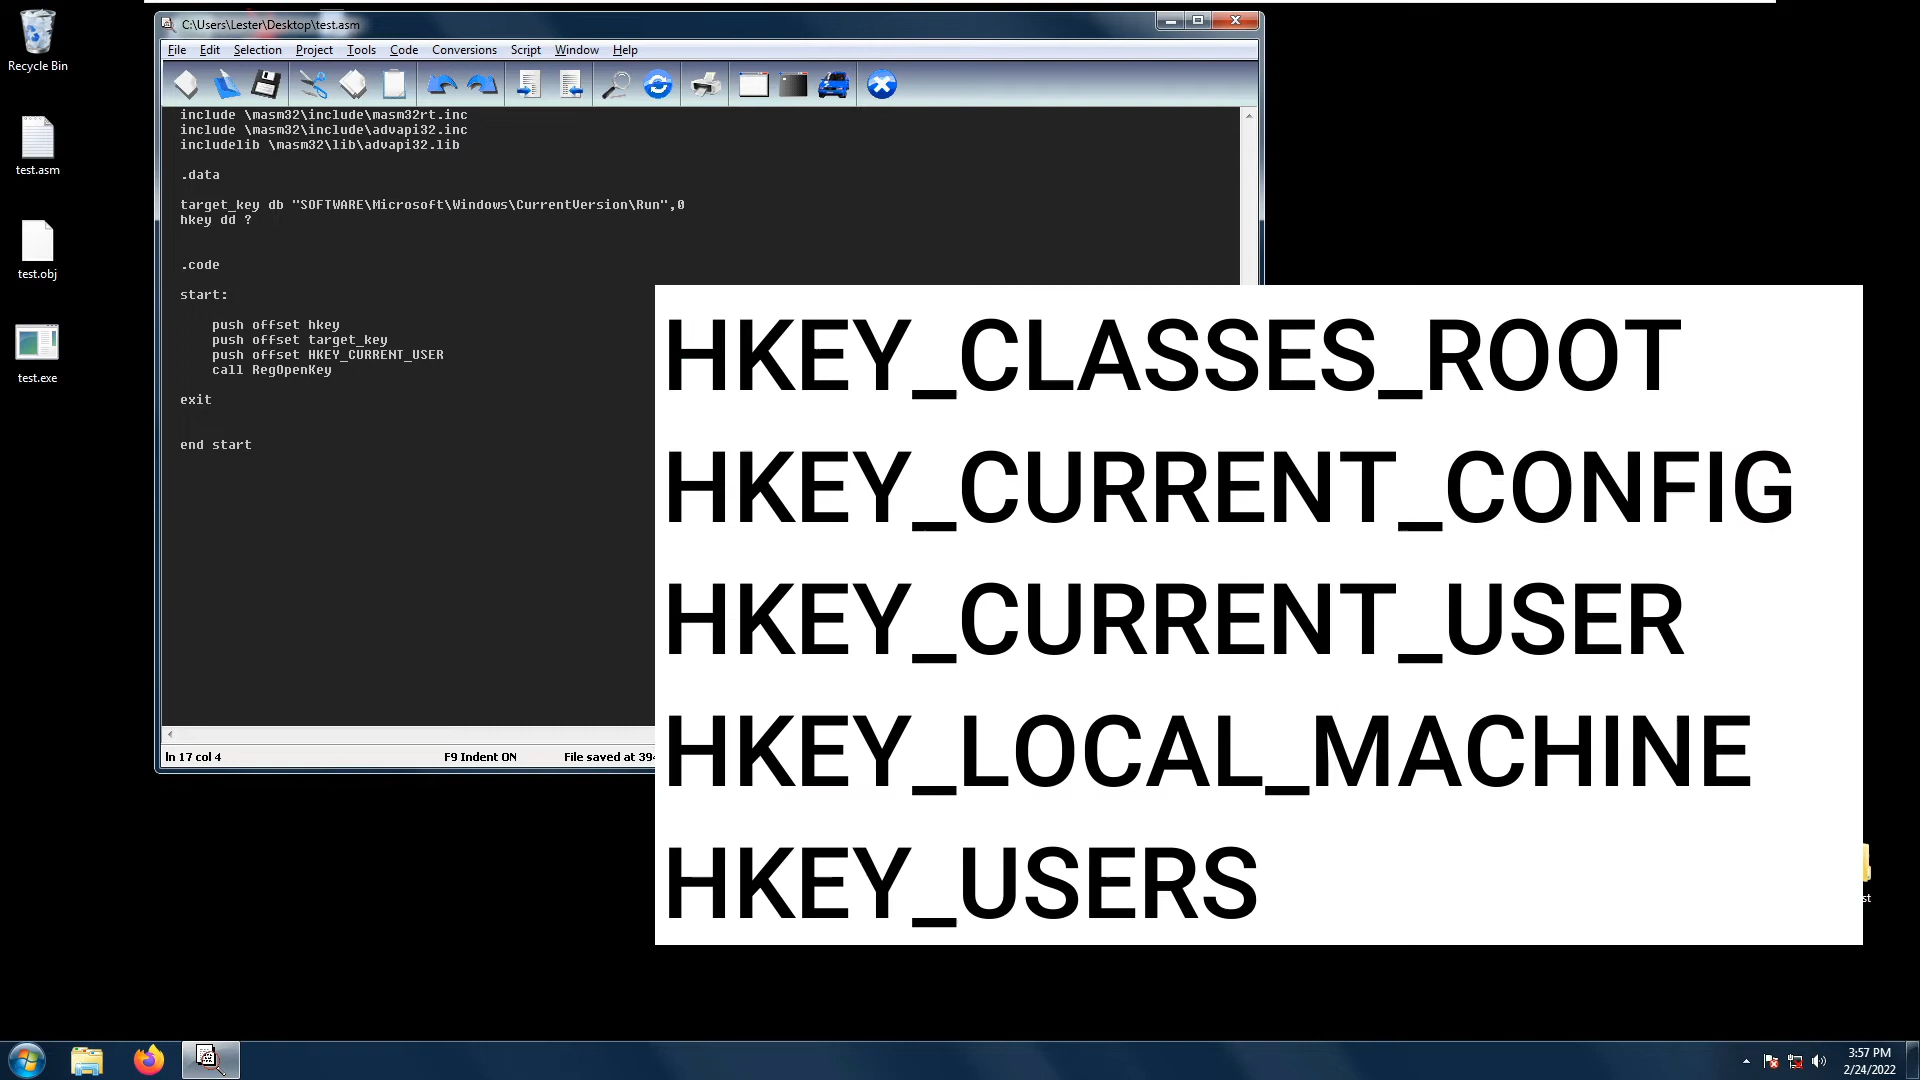 Recycle Bin
test.asm
test.obj
test.exe
C:\Users\Lester\Desktop\test.asm
File Edit Selection Project Tools Code Conversions Script Window Help
include \masm32\include\masm32rt.inc
include \masm32\include\advapi32.inc
includelib \masm32\lib\advapi32.lib
.data
target_key db "SOFTWARE\Microsoft\Windows\CurrentVersion\Run",0
hkey dd ?
.code
start:
push offset hkey
push offset target_key
push offset HKEY_CURRENT_USER
call RegOpenKey
exit
end start
Ln 17 col 4 F9 Indent ON File saved at
HKEY_CLASSES_ROOT
HKEY_CURRENT_CONFIG
HKEY_CURRENT_USER
HKEY_LOCAL_MACHINE
HKEY_USERS
3:57 PM
2/24/2022